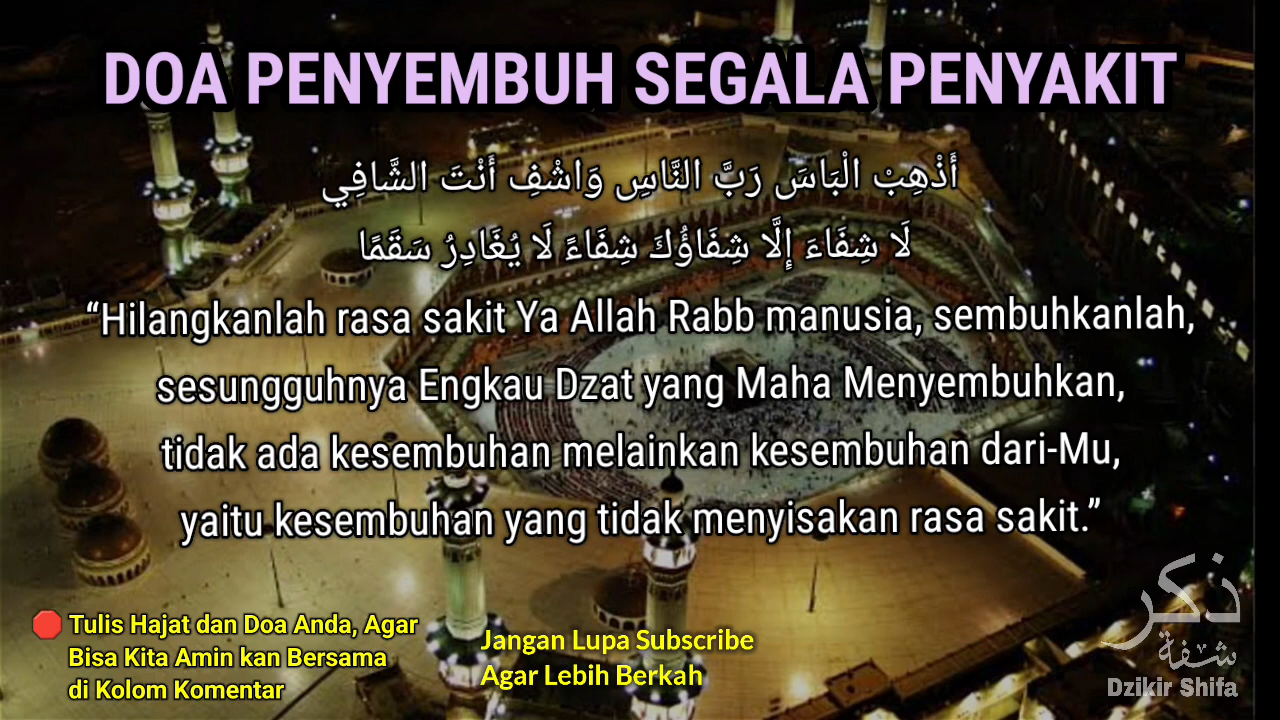 DOA PENYEMBUH SEGALA PENYAKIT
أَذْهِبْ الْبَاسَ رَبَّ النَّاسِ وَاشْفِ أَنْتَ الشَّافِي
لَا شِفَاءَ إِلَّا شِفَاؤُكَ شِفَاءً لَا يُغَادِرُ سَقَمًا
“Hilangkanlah rasa sakit Ya Allah Rabb manusia, sembuhkanlah,
sesungguhnya Engkau Dzat yang Maha Menyembuhkan,
tidak ada kesembuhan melainkan kesembuhan dari-Mu,
yaitu kesembuhan yang tidak menyisakan rasa sakit.”
Tulis Hajat dan Doa Anda, Agar
Bisa Kita Amin kan Bersama
di Kolom Komentar
Jangan Lupa Subscribe
Agar Lebih Berkah
ذكر
شفة
Dzikir Shifa